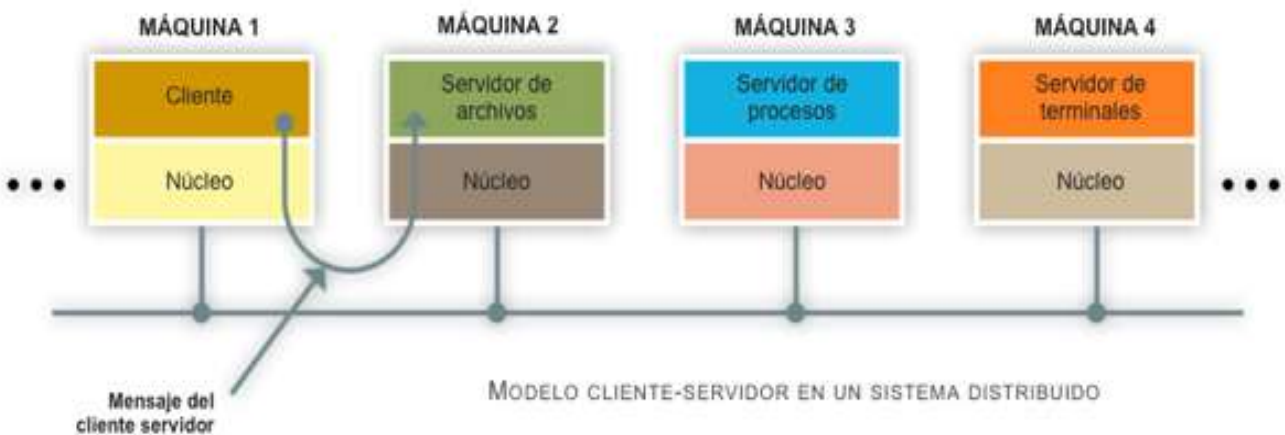 MÁQUINA 1
MÁQUINA 2
MÁQUINA 3
MÁQUINA 4
Cliente
Servidor de
archivos
Servidor de
procesos
Servidor de
terminales
Núcleo
Núcleo
Núcleo
Núcleo
Mensaje del
cliente servidor
MODELO CLIENTE-SERVIDOR EN UN SISTEMA DISTRIBUIDO